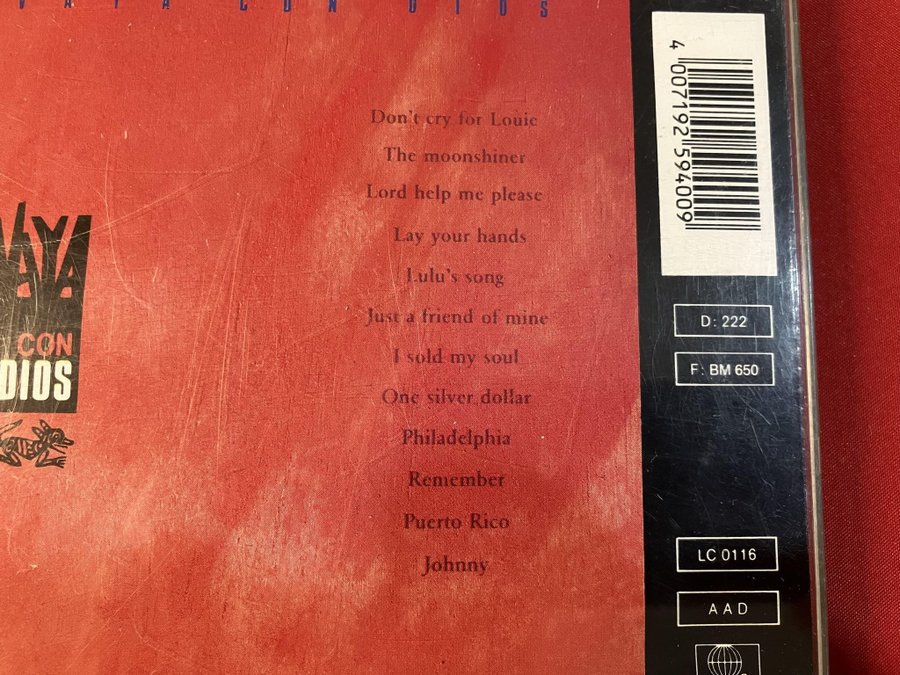 VAYA CON DIOS
Don't cry for Louie
The moonshiner
Lord help me please
Lay your hands
Lulu's song
Just a friend of mine
I sold my soul
One silver dollar
Philadelphia
Remember
Puerto Rico
Johnny
VAYA
CON
DIOS
4 007192 594009
D: 222
F: BM 650
LC 0116
AAD